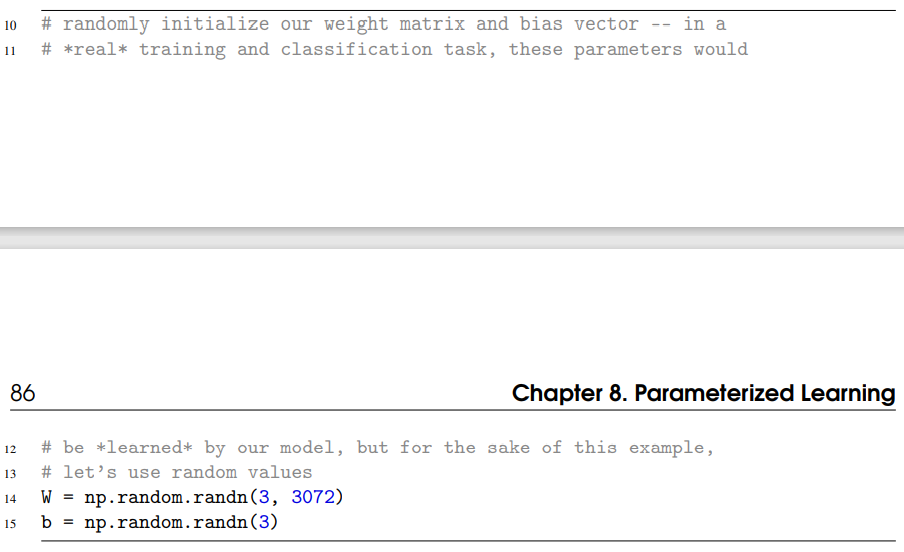 10 # randomly initialize our weight matrix and bias vector -- in a
11 # *real* training and classification task, these parameters would
86 Chapter 8. Parameterized Learning
12 # be *learned* by our model, but for the sake of this example,
13 # let’s use random values
14 W = np.random.randn(3, 3072)
15 b = np.random.randn(3)